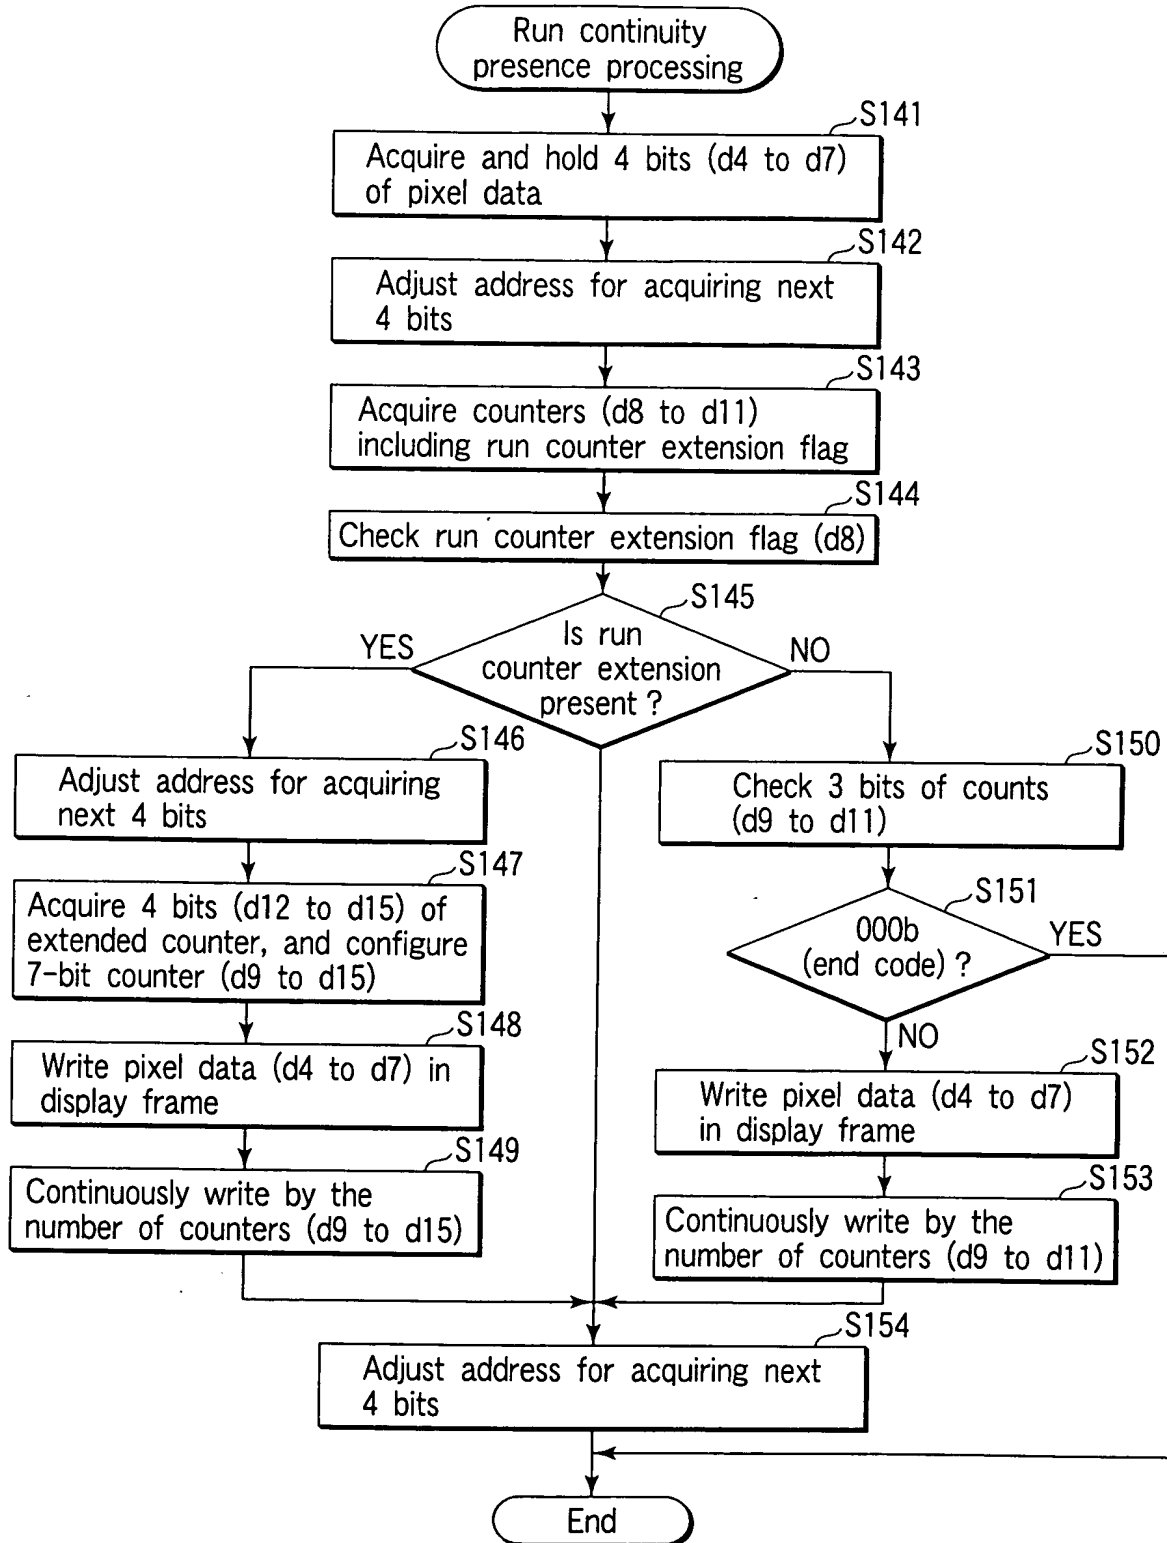 Run continuity
presence processing
S141
Acquire and hold 4 bits (d4 to d7)
of pixel data
S142
Adjust address for acquiring next
4 bits
S143
Acquire counters (d8 to d11)
including run counter extension flag
S144
Check run counter extension flag (d8)
S145
Is run
counter extension
present ?
YES
NO
S146
Adjust address for acquiring
next 4 bits
S147
Acquire 4 bits (d12 to d15) of
extended counter, and configure
7-bit counter (d9 to d15)
S148
Write pixel data (d4 to d7) in
display frame
S149
Continuously write by the
number of counters (d9 to d15)
S150
Check 3 bits of counts
(d9 to d11)
S151
000b
(end code) ?
YES
NO
S152
Write pixel data (d4 to d7)
in display frame
S153
Continuously write by the
number of counters (d9 to d11)
S154
Adjust address for acquiring next
4 bits
End